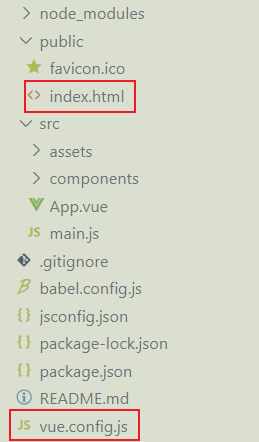 node_modules
public
favicon.ico
<> index.html
src
assets
components
App.vue
JS main.js
.gitignore
babel.config.js
{} jsconfig.json
{} package-lock.json
{} package.json
README.md
JS vue.config.js